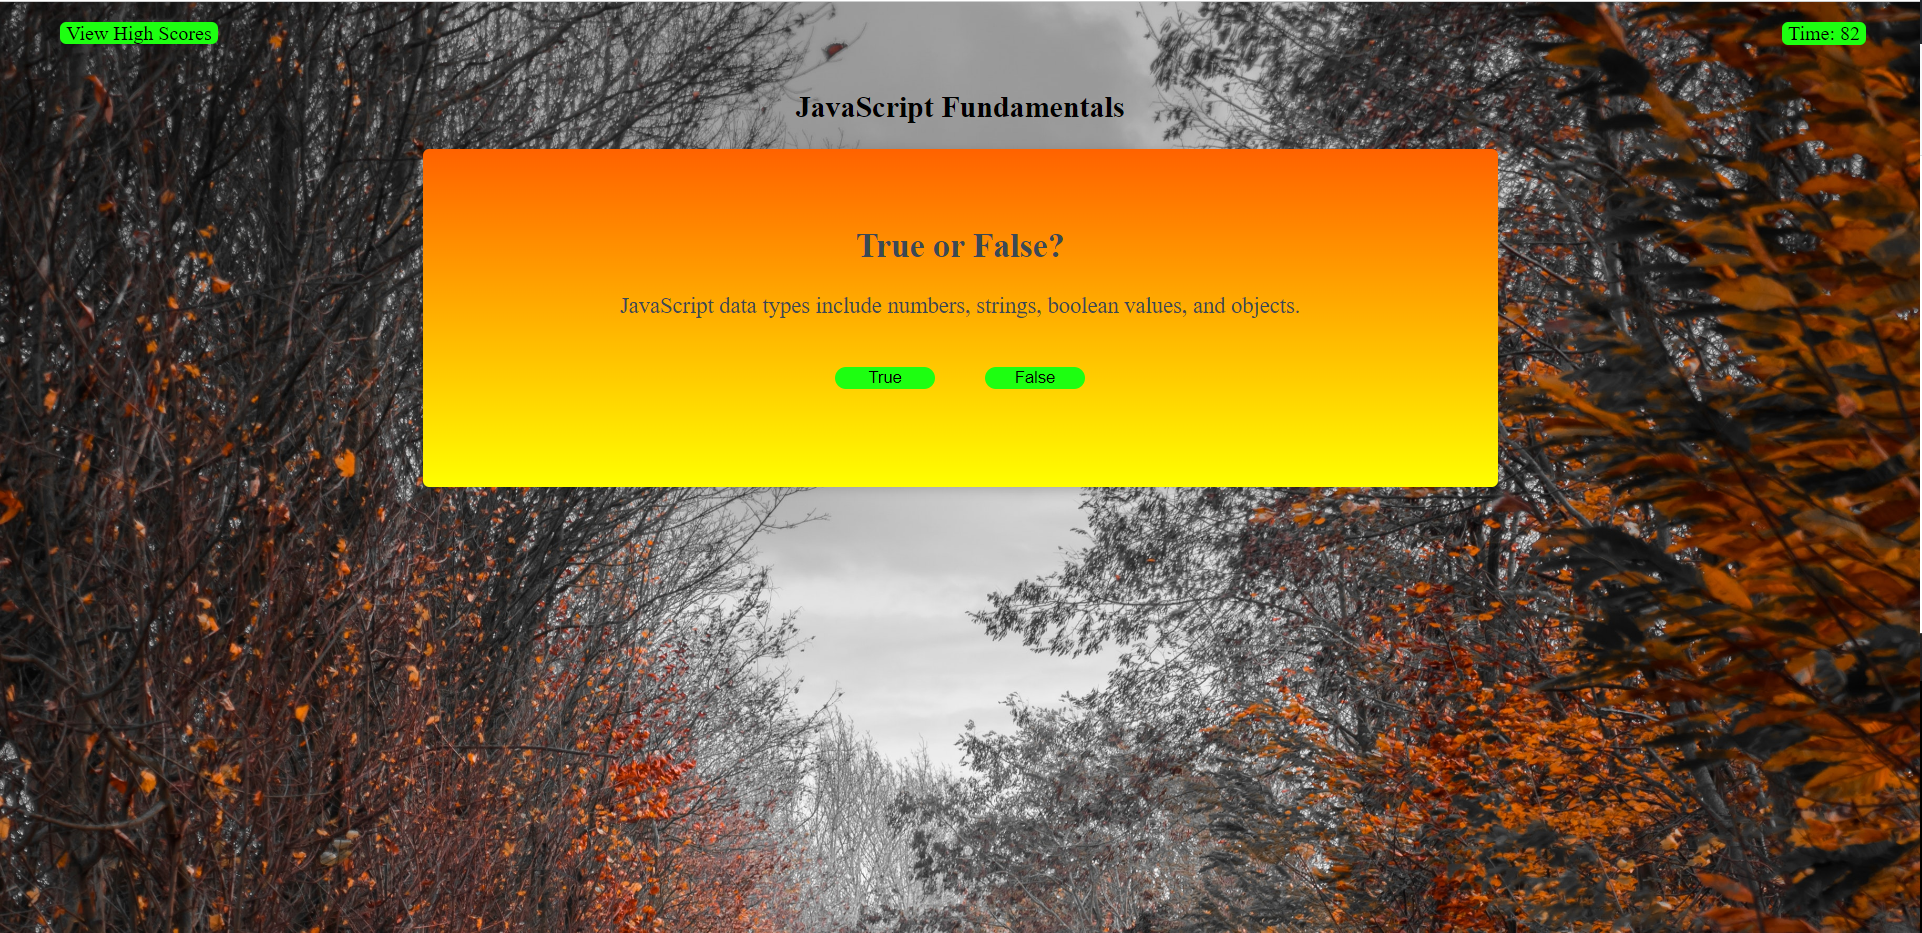 View High Scores
Time: 82
JavaScript Fundamentals
True or False?
JavaScript data types include numbers, strings, boolean values, and objects.
True
False